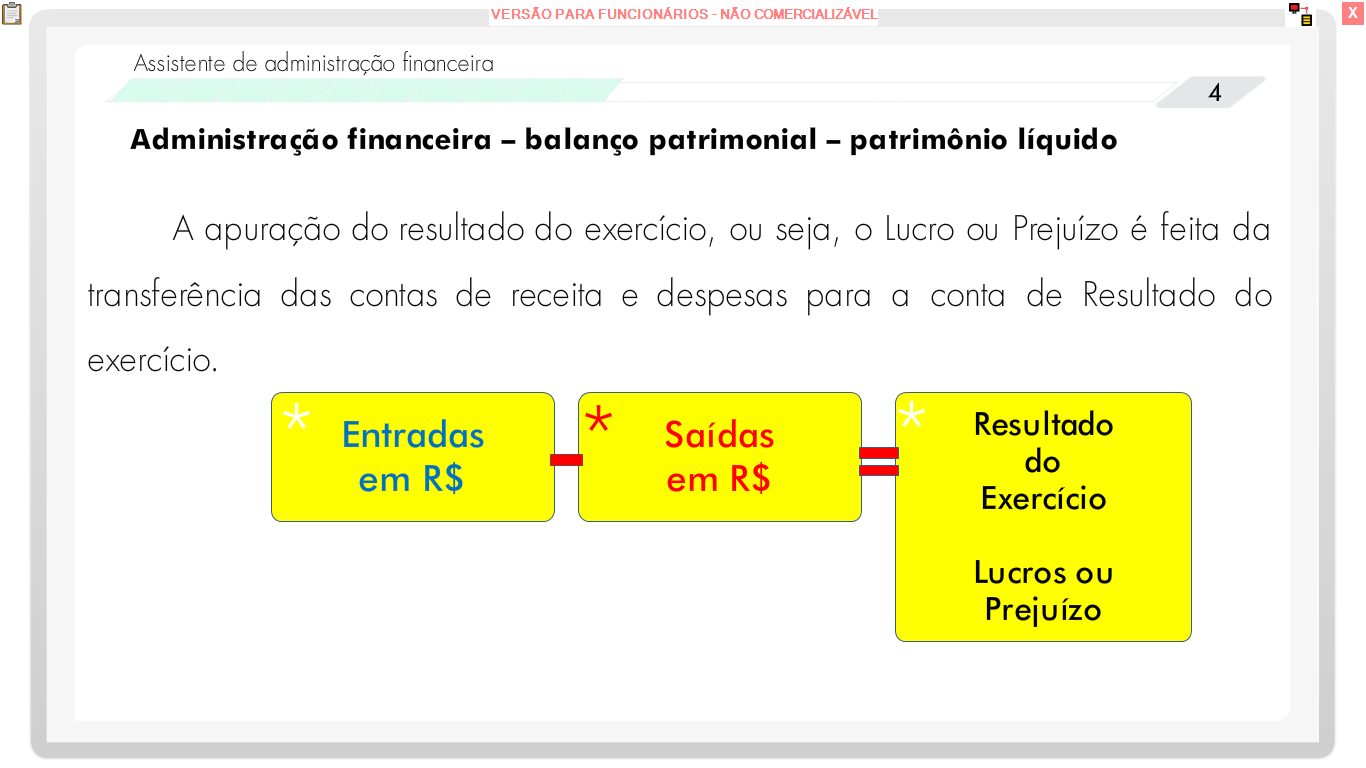 VERSÃO PARA FUNCIONÁRIOS - NÃO COMERCIALIZÁVEL
X
Assistente de administração financeira
4
Administração financeira – balanço patrimonial – patrimônio líquido
A apuração do resultado do exercício, ou seja, o Lucro ou Prejuízo é feita da
transferência das contas de receita e despesas para a conta de Resultado do
exercício.
* Entradas
em R$
-
* Saídas
em R$
=
* Resultado
do
Exercício
Lucros ou
Prejuízo